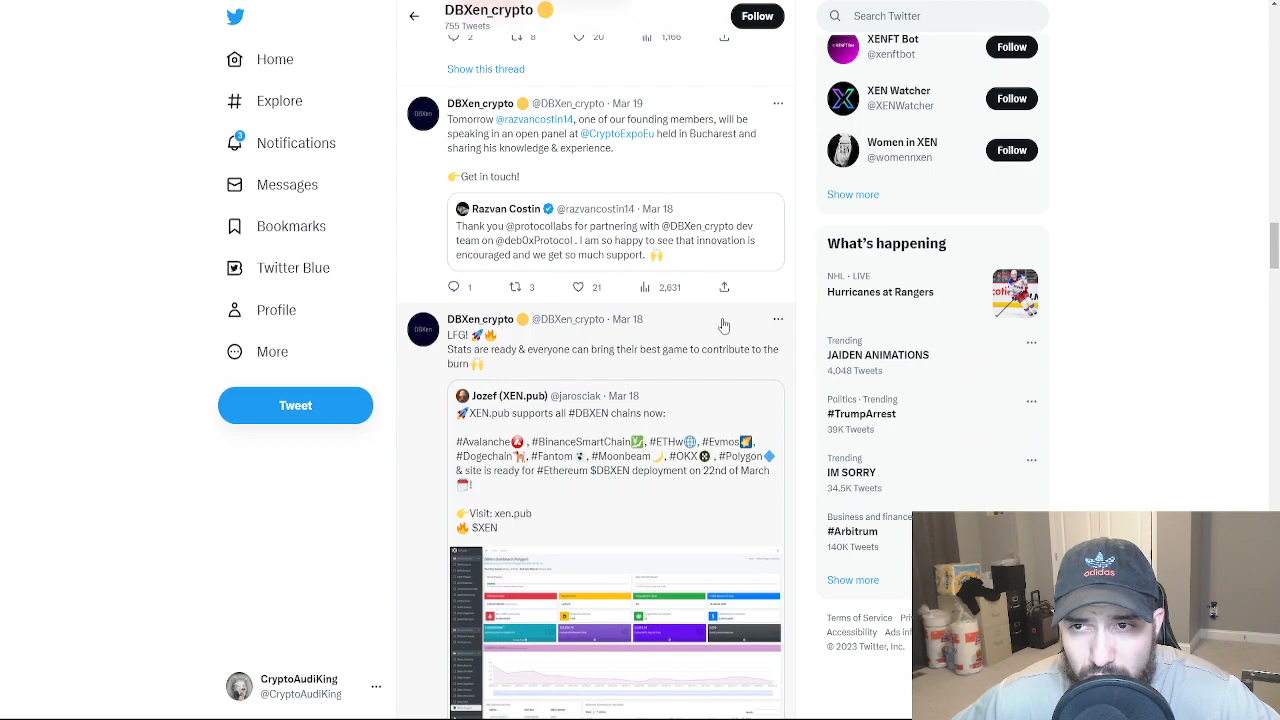 DBXen_crypto
755 Tweets
Follow
Search Twitter
Home
Explore
3
Notifications
Messages
Bookmarks
Twitter Blue
Profile
More
Tweet
CryptoAudiKing
@CryptoAudiKing
2 8 20 1,166
Show this thread
DBXen_crypto @DBXen_crypto · Mar 19
Tomorrow @razvancostin14, one of our founding members, will be
speaking in an open panel at @CryptoExpoEu held in Bucharest and
sharing his knowledge & experience.
👉Get in touch!
Razvan Costin @razvancostin14 · Mar 18
Thank you @protocollabs for partnering with @DBXen_crypto dev
team on @deb0xProtocol . I am so happy to see that innovation is
encouraged and we get so much support. 🙌
1 3 21 2,631
DBXen_crypto @DBXen_crypto · Mar 18
LFG! 🚀🔥
Stats are ready & everyone can bring their best game to contribute to the
burn 🙌
Jozef (XEN.pub) @jarosciak · Mar 18
🚀XEN.pub supports all #DBXEN chains now:
#Avalanche, #BinanceSmartChain, #ETHw, #Evmos,
#Dogechain, #Fantom, #Moonbeam, #OKX, #Polygon
& site is ready for #Ethereum $DBXEN deployment on 22nd of March
!
👉Visit: xen.pub
🔥 $XEN
XENFT Bot
@xenftbot
Follow
XEN Watcher
@XENWatcher
Follow
Women in XEN
@womennxen
Follow
Show more
What's happening
NHL · LIVE
Hurricanes at Rangers
Trending
JAIDEN ANIMATIONS
4,048 Tweets
Politics · Trending
#TrumpArrest
39K Tweets
Trending
IM SORRY
34.5K Tweets
Business and finance
#Arbitrum
140K Tweets
Show more
Terms of Service
Accessibility
© 2023 Twitter, Inc.